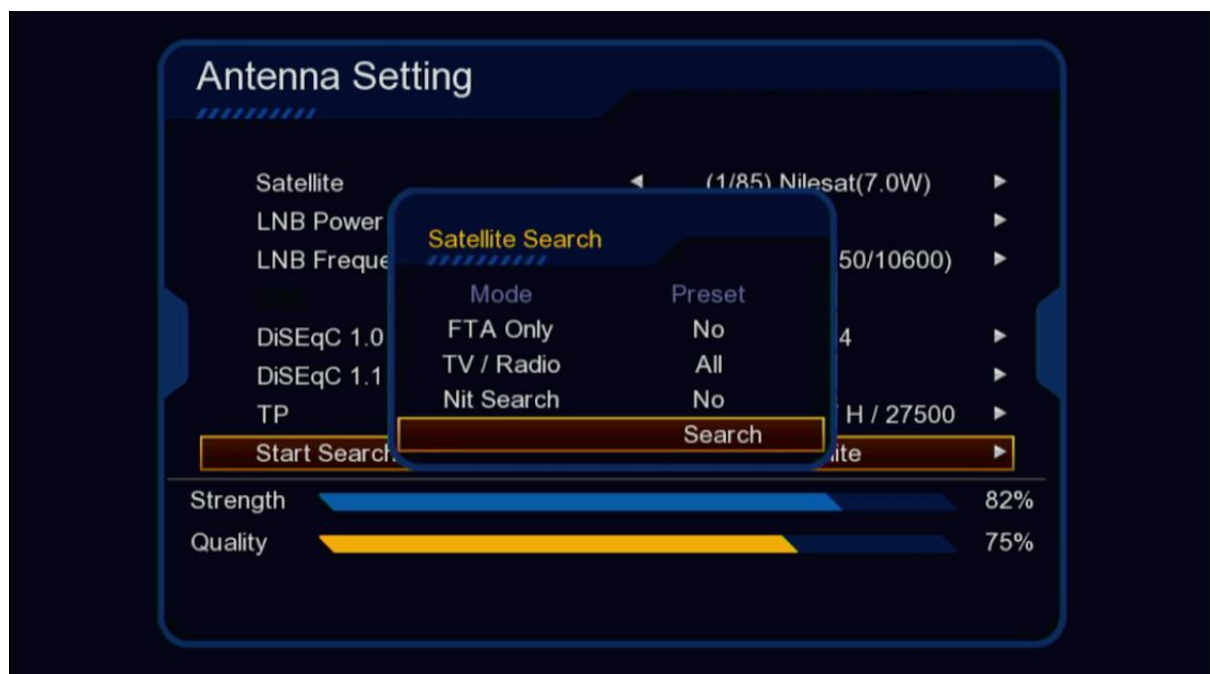 Antenna Setting
Satellite (1/85) Nilesat(7.0W)
LNB Power
LNB Freque 50/10600)
Satellite Search
Mode Preset
FTA Only No
TV / Radio All
Nit Search No
Search
DiSEqC 1.0 4
DiSEqC 1.1
TP H / 27500
Start Search ite
Strength 82%
Quality 75%